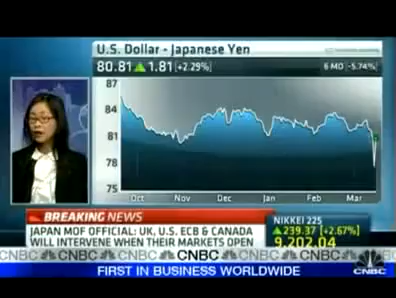 U.S. Dollar - Japanese Yen
80.81 ▲ 1.81 [+2.29%]
6 MO -5.74%
87
84
81
78
75
Oct Nov Dec Jan Feb Mar
BREAKING NEWS
JAPAN MOF OFFICIAL: UK, U.S. ECB & CANADA
WILL INTERVENE WHEN THEIR MARKETS OPEN
NIKKEI 225
▲ 239.37 [+2.67%]
9,202.04
CNBC CNBC CNBC CNBC CNBC CNBC
CNBC
FIRST IN BUSINESS WORLDWIDE